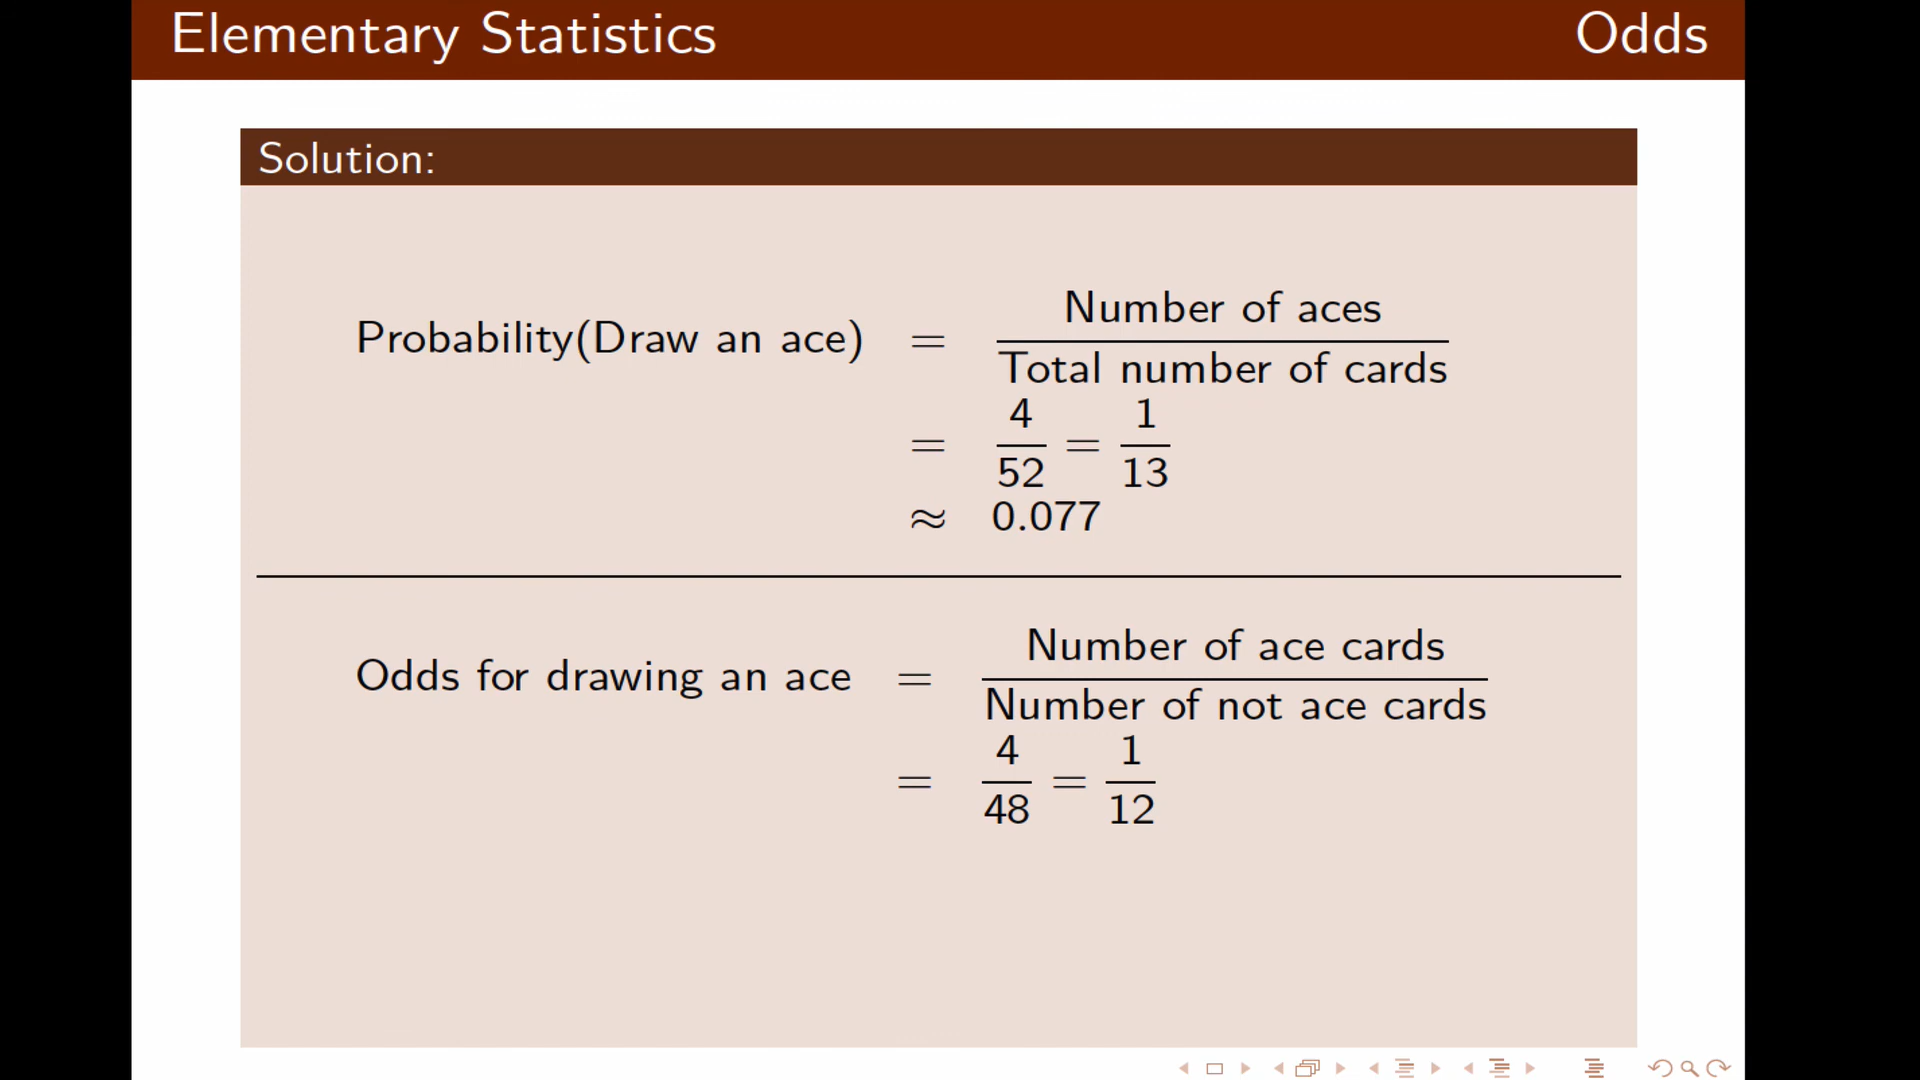 Elementary Statistics Odds
Solution:
Number of aces
Probability(Draw an ace) = 
Total number of cards
= 4/52 = 1/13
≈ 0.077
Number of ace cards
Odds for drawing an ace = 
Number of not ace cards
= 4/48 = 1/12